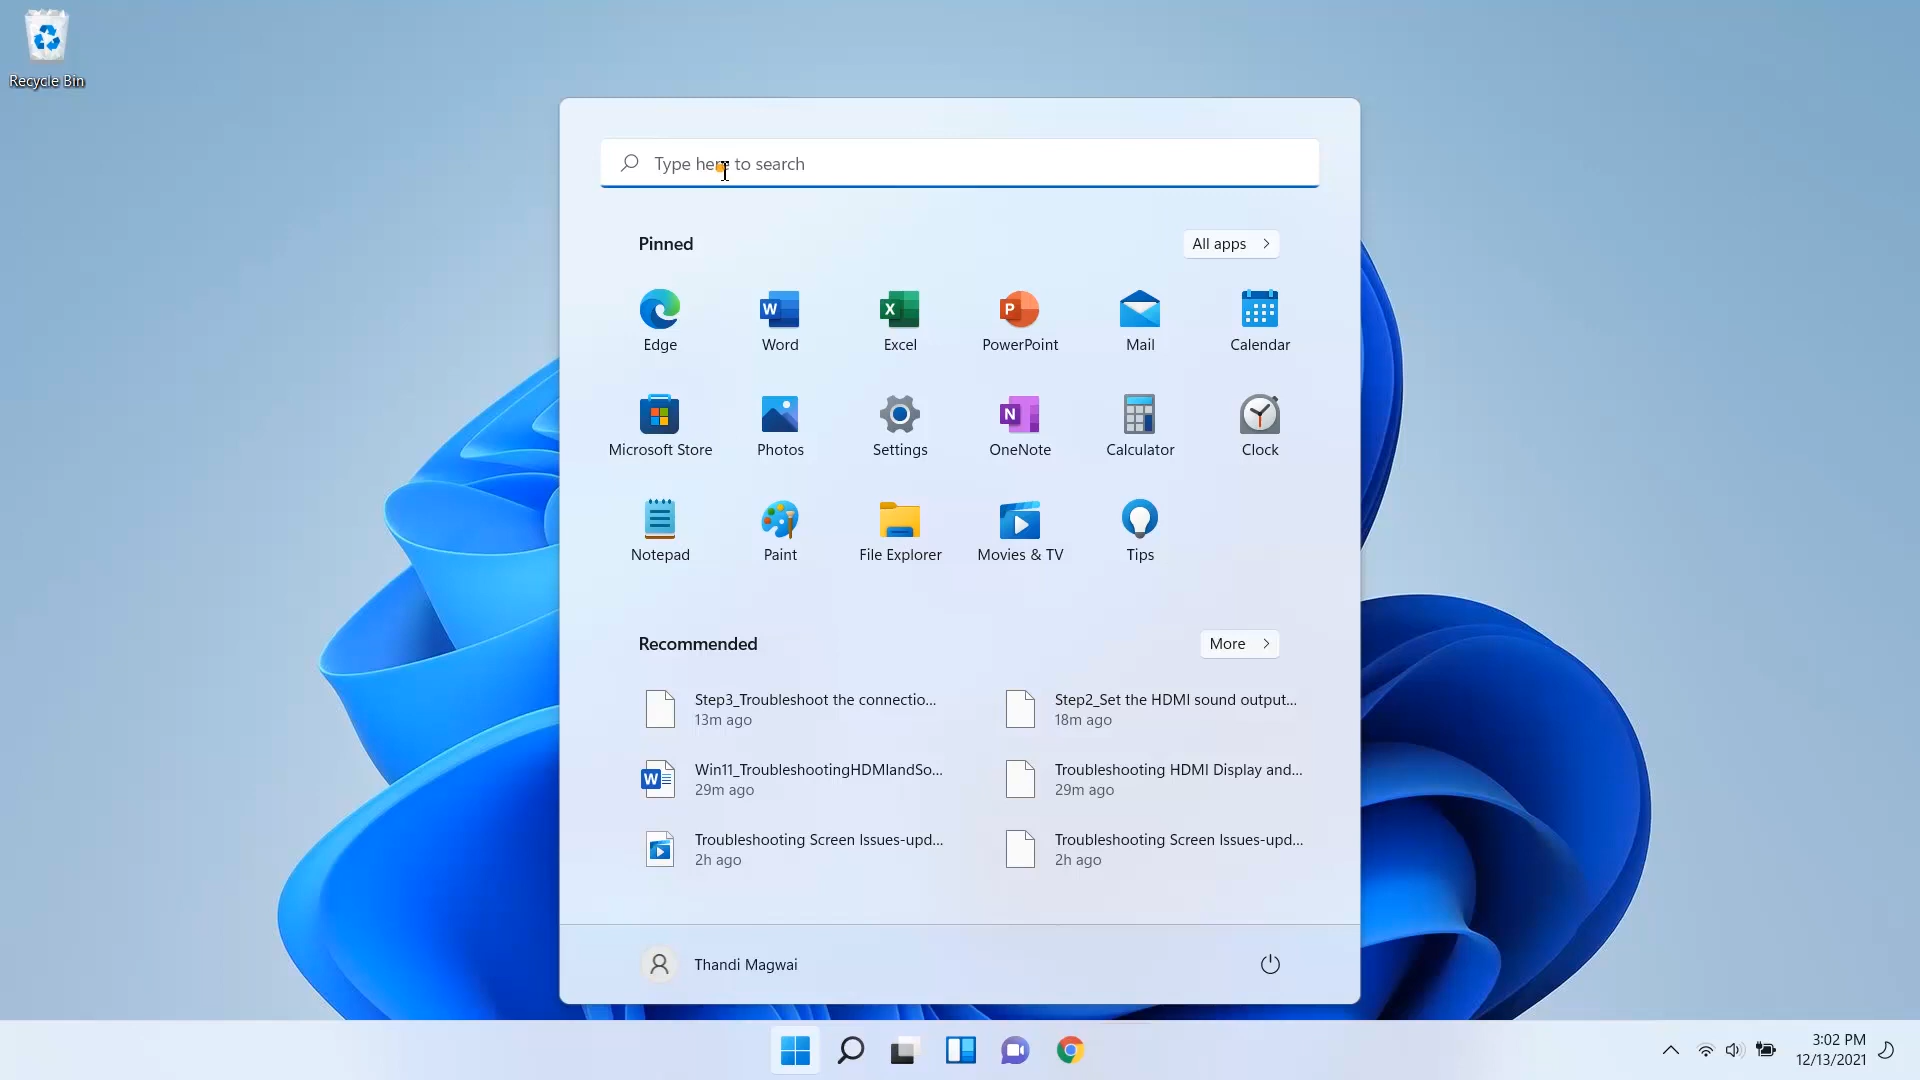 Recycle Bin
Type here to search
Pinned
All apps
Edge
Word
Excel
PowerPoint
Mail
Calendar
Microsoft Store
Photos
Settings
OneNote
Calculator
Clock
Notepad
Paint
File Explorer
Movies & TV
Tips
Recommended
More
Step3_Troubleshoot the connectio...
13m ago
Step2_Set the HDMI sound output...
18m ago
Win11_TroubleshootingHDMIandSo...
29m ago
Troubleshooting HDMI Display and...
29m ago
Troubleshooting Screen Issues-upd...
2h ago
Troubleshooting Screen Issues-upd...
2h ago
Thandi Magwai
3:02 PM
12/13/2021